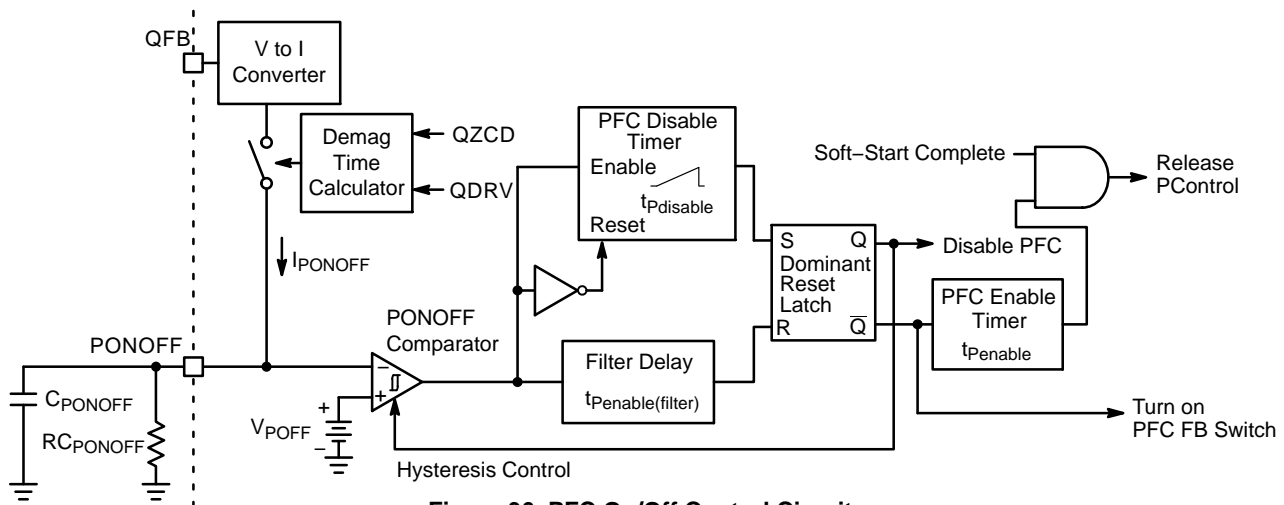 QFB
V to I
Converter
Demag
Time
Calculator
QZCD
QDRV
PFC Disable
Timer
Enable
tPdisable
Reset
Soft−Start Complete
Release
PControl
IPONOFF
S
Q
Dominant
Reset
Latch
R
Q
Disable PFC
PFC Enable
Timer
tPenable
PONOFF
PONOFF
Comparator
−
+
Filter Delay
tPenable(filter)
CPONOFF
RCPONOFF
+
VPOFF
−
Hysteresis Control
Turn on
PFC FB Switch